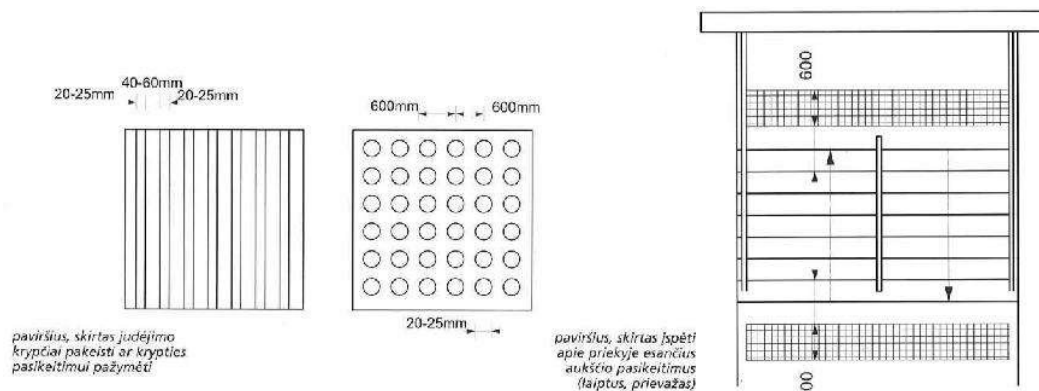 40-60mm
20-25mm 20-25mm
paviršius, skirtas judėjimo
krypčiai pakeisti ar krypties
pasikeitimui pažymėti
600mm 600mm
20-25mm
paviršius, skirtas įspėti
apie priekyje esančius
aukščio pasikeitimus
(laiptus, prievažas)
600
00